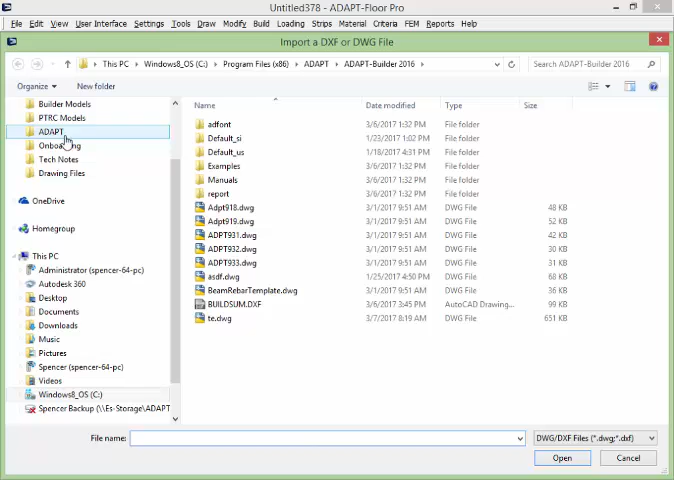 Untitled378 - ADAPT-Floor Pro
File Edit View User Interface Settings Tools Draw Modify Build Loading Strips Material Criteria FEM Reports Help
Import a DXF or DWG File
This PC Windows8_OS (C:) Program Files (x86) ADAPT ADAPT-Builder 2016 Search ADAPT-Builder 2016
Organize New folder
Builder Models
PTRC Models
ADAPT
Onboarding
Tech Notes
Drawing Files
OneDrive
Homegroup
This PC
Administrator (spencer-64-pc)
Autodesk 360
Desktop
Documents
Downloads
Music
Pictures
Spencer (spencer-64-pc)
Videos
Windows8_OS (C:)
Spencer Backup (\\Es-Storage\ADAPT
Name Date modified Type Size
adfont 3/6/2017 1:32 PM File folder
Default_si 1/23/2017 1:02 PM File folder
Default_us 1/18/2017 4:31 PM File folder
Examples 3/6/2017 1:32 PM File folder
Manuals 3/6/2017 1:32 PM File folder
report 3/6/2017 1:32 PM File folder
Adpt918.dwg 3/1/2017 9:51 AM DWG File 48 KB
Adpt919.dwg 3/1/2017 9:51 AM DWG File 52 KB
ADPT931.dwg 3/1/2017 9:51 AM DWG File 42 KB
ADPT932.dwg 3/1/2017 9:51 AM DWG File 30 KB
ADPT933.dwg 3/1/2017 9:51 AM DWG File 31 KB
asdf.dwg 1/25/2017 4:50 PM DWG File 68 KB
BeamRebarTemplate.dwg 3/1/2017 9:51 AM DWG File 36 KB
BUILDSUM.DXF 3/6/2017 3:45 PM AutoCAD Drawing... 99 KB
te.dwg 3/7/2017 8:19 AM DWG File 651 KB
File name: DWG/DXF Files (*.dwg;*.dxf)
Open Cancel